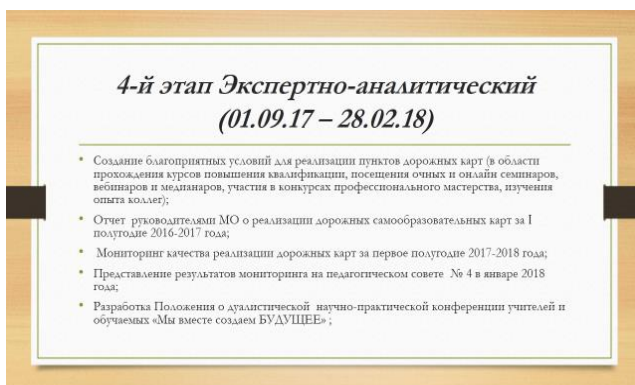 4-й этап Экспертно-аналитический
(01.09.17 – 28.02.18)
• Создание благоприятных условий для реализации пунктов дорожных карт (в области
прохождения курсов повышения квалификации, посещения очных и онлайн семинаров,
вебинаров и медианаров, участия в конкурсах профессионального мастерства, изучения
опыта коллег);
• Отчет руководителями МО о реализации дорожных самообразовательных карт за I
полугодие 2016-2017 года;
• Мониторинг качества реализации дорожных карт за первое полугодие 2017-2018 года;
• Представление результатов мониторинга на педагогическом совете № 4 в январе 2018
года;
• Разработка Положения о дуалистической научно-практической конференции учителей и
обучаемых «Мы вместе создаем БУДУЩЕЕ» ;